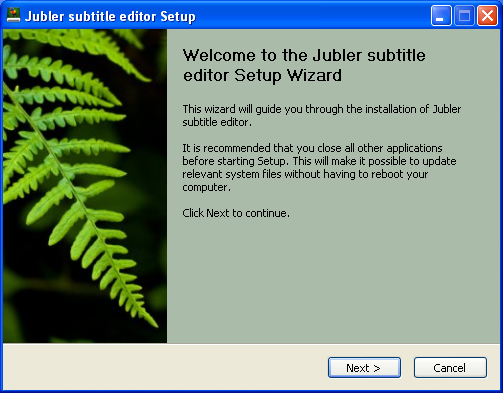 Jubler subtitle editor Setup
Welcome to the Jubler subtitle
editor Setup Wizard
This wizard will guide you through the installation of Jubler
subtitle editor.
It is recommended that you close all other applications
before starting Setup. This will make it possible to update
relevant system files without having to reboot your
computer.
Click Next to continue.
Next >
Cancel